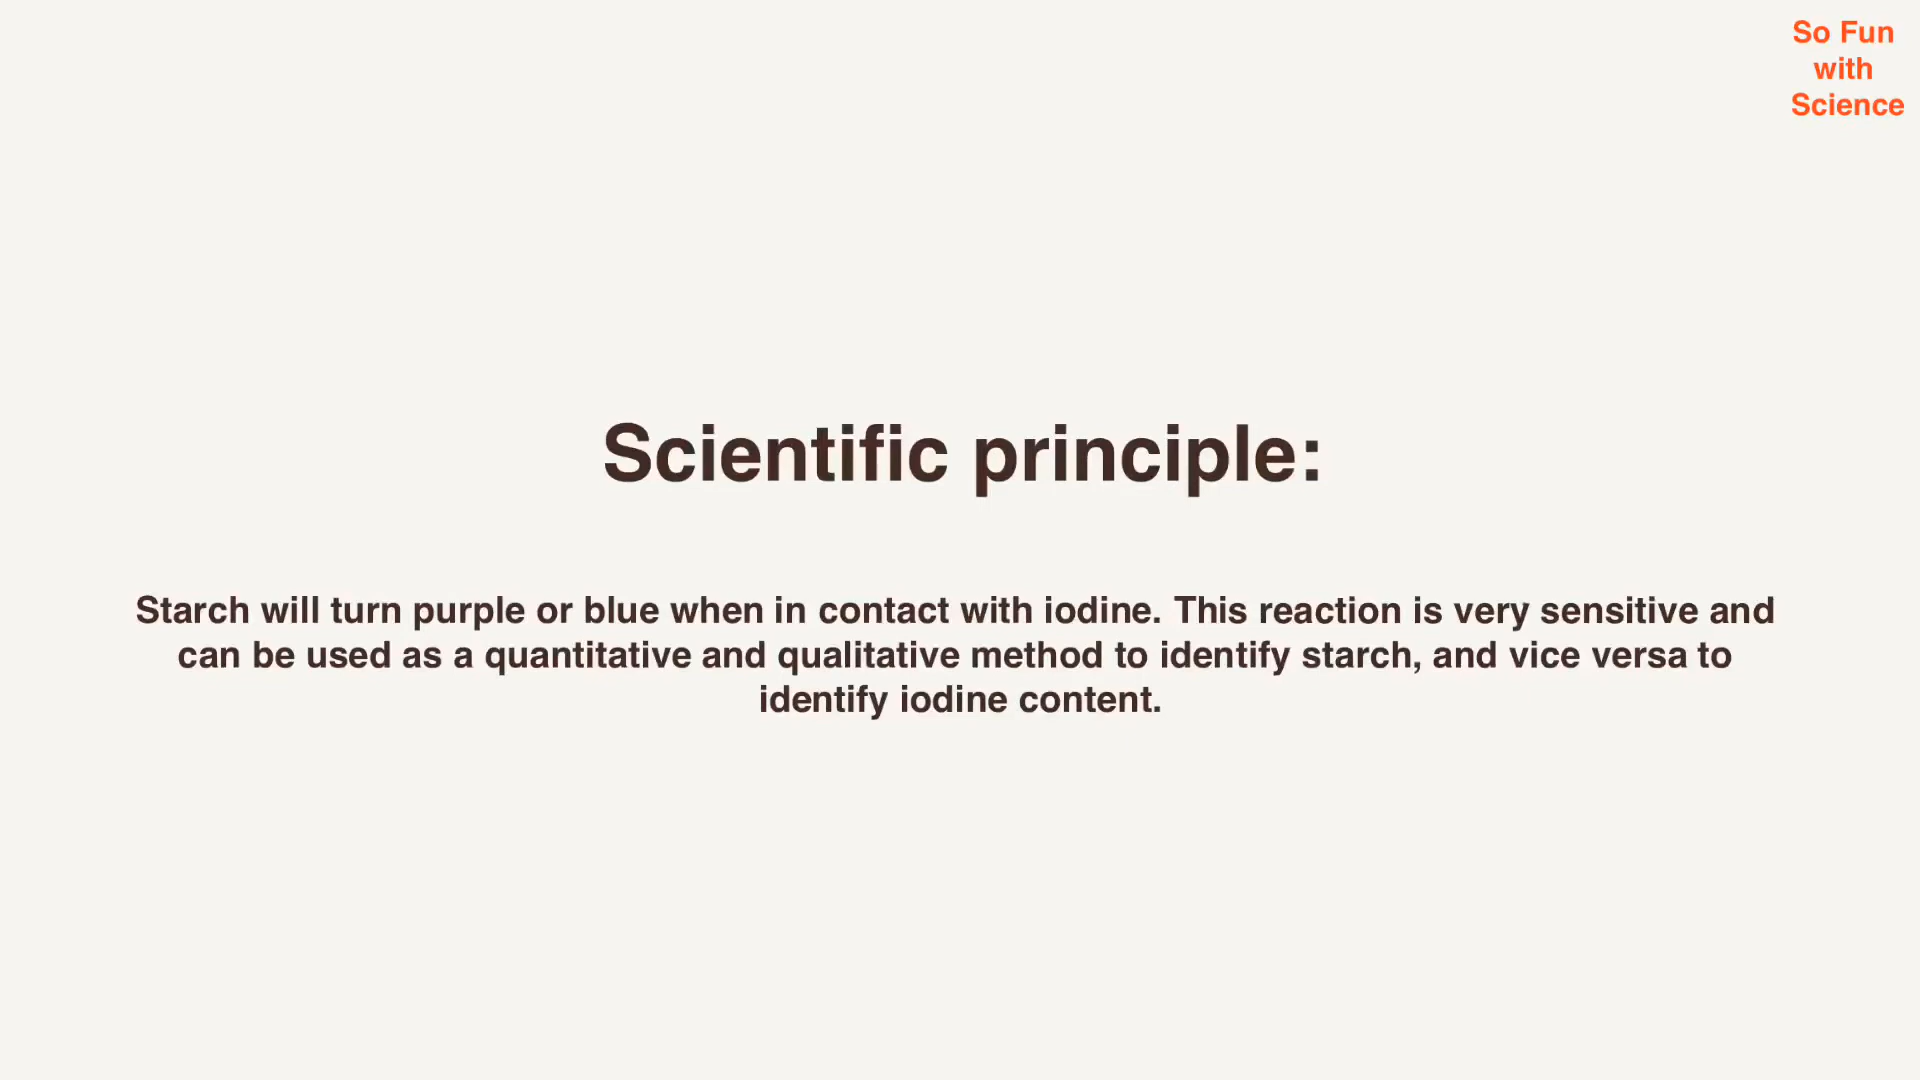 So Fun
with
Science
Scientific principle:
Starch will turn purple or blue when in contact with iodine. This reaction is very sensitive and
can be used as a quantitative and qualitative method to identify starch, and vice versa to
identify iodine content.